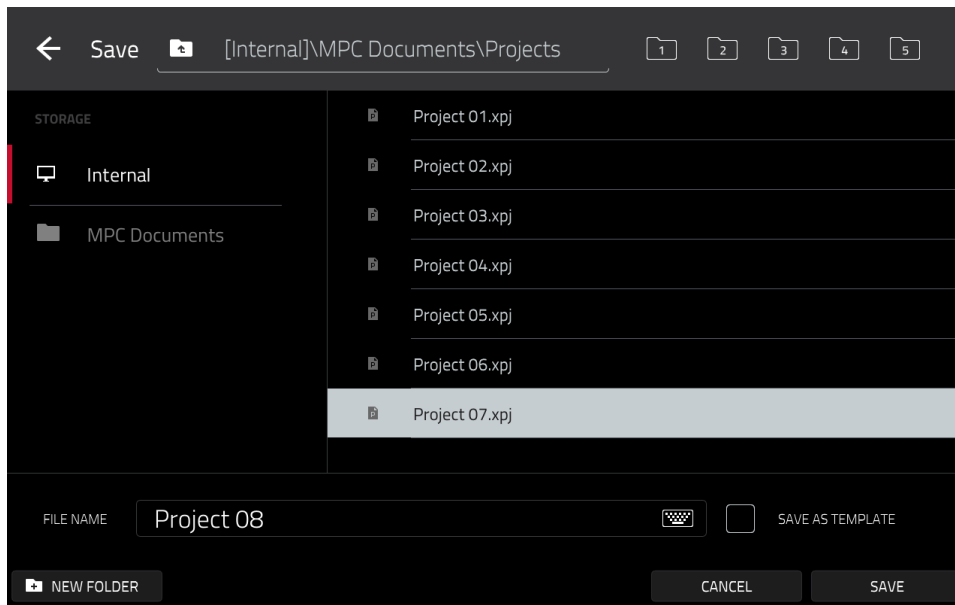 Save [Internal]\MPC Documents\Projects 1 2 3 4 5
STORAGE
Internal
MPC Documents
Project 01.xpj
Project 02.xpj
Project 03.xpj
Project 04.xpj
Project 05.xpj
Project 06.xpj
Project 07.xpj
FILE NAME Project 08 SAVE AS TEMPLATE
NEW FOLDER CANCEL SAVE